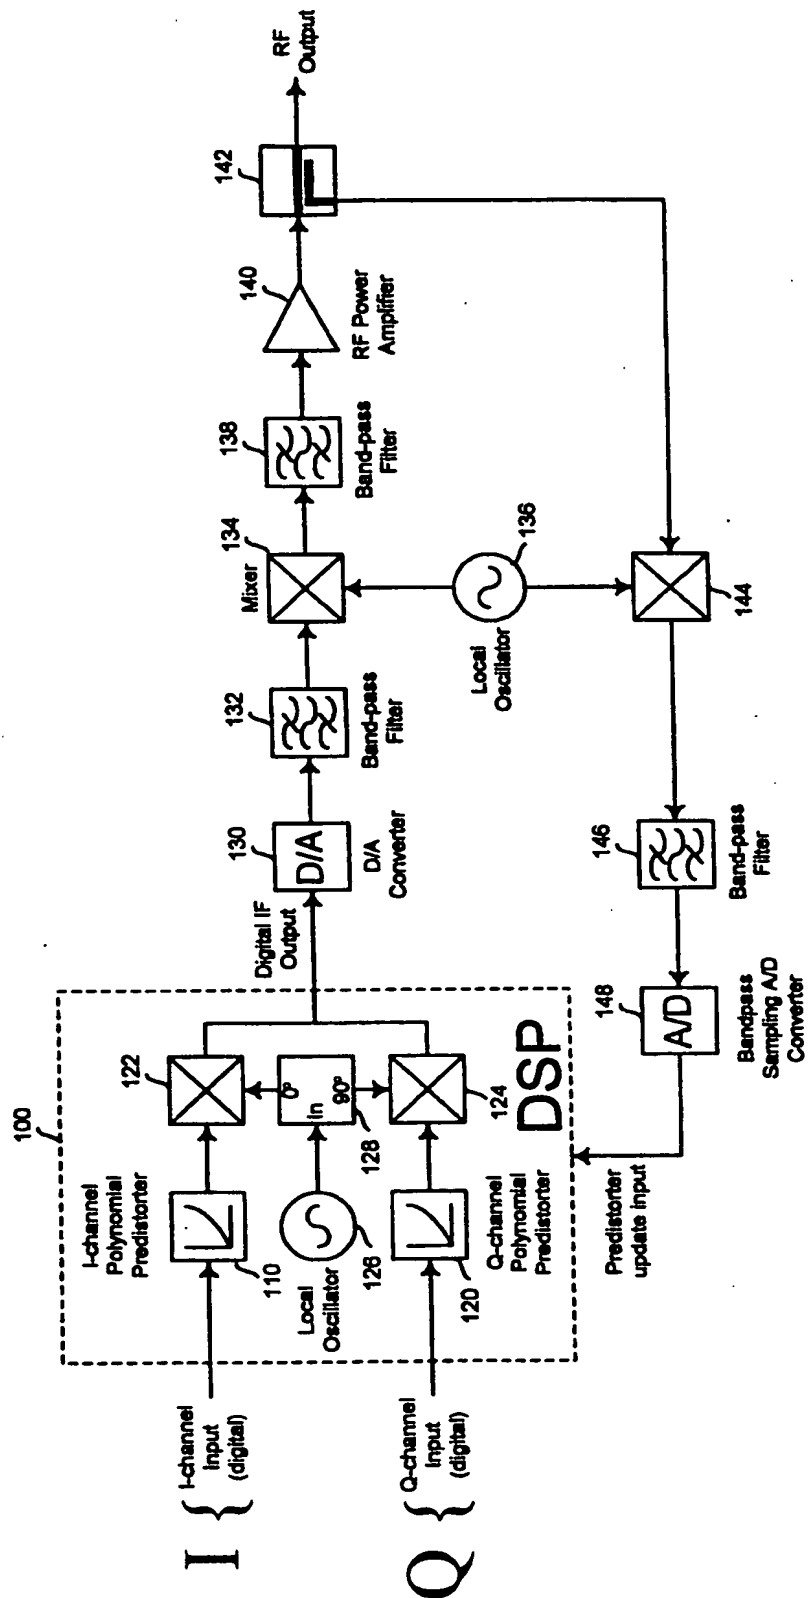 I { I-channel
Input
(digital)
Q { Q-channel
Input
(digital)
100
I-channel
Polynomial
Predistorter
110
122
Local
Oscillator
126
0°
In
90°
128
Q-channel
Polynomial
Predistorter
120
124
DSP
Digital IF
Output
130
D/A
D/A
Converter
132
Band-pass
Filter
Mixer
134
138
Band-pass
Filter
140
RF Power
Amplifier
142
RF
Output
Local
Oscillator
136
144
146
Band-pass
Filter
148
A/D
Bandpass
Sampling A/D
Converter
Predistorter
update input